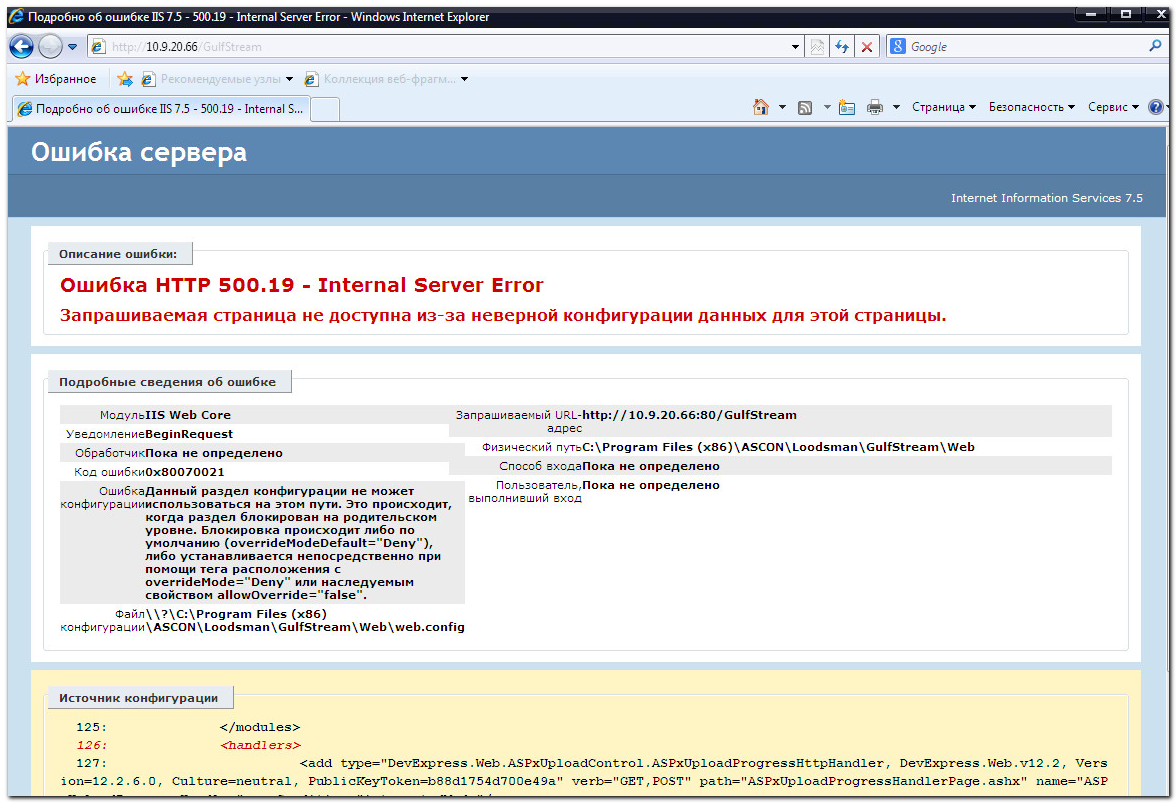 Подробно об ошибке IIS 7.5 - 500.19 - Internal Server Error - Windows Internet Explorer
http://10.9.20.66/GulfStream
Google
Избранное
Рекомендуемые узлы
Коллекция веб-фрагм...
Подробно об ошибке IIS 7.5 - 500.19 - Internal S...
Страница
Безопасность
Сервис
Ошибка сервера
Internet Information Services 7.5
Описание ошибки:
Ошибка HTTP 500.19 - Internal Server Error
Запрашиваемая страница не доступна из-за неверной конфигурации данных для этой страницы.
Подробные сведения об ошибке
Модуль IIS Web Core
Уведомление BeginRequest
Обработчик Пока не определено
Код ошибки 0x80070021
Ошибка Данный раздел конфигурации не может
конфигурации использоваться на этом пути. Это происходит,
когда раздел блокирован на родительском
уровне. Блокировка происходит либо по
умолчанию (overrideModeDefault="Deny"),
либо устанавливается непосредственно при
помощи тега расположения с
overrideMode="Deny" или наследуемым
свойством allowOverride="false".
Файл \\?\C:\Program Files (x86)
конфигурации \ASCON\Loodsman\GulfStream\Web\web.config
Запрашиваемый URL- http://10.9.20.66:80/GulfStream
адрес
Физический путь C:\Program Files (x86)\ASCON\Loodsman\GulfStream\Web
Способ входа Пока не определено
Пользователь, Пока не определено
выполнивший вход
Источник конфигурации
125: </modules>
126: <handlers>
127: <add type="DevExpress.Web.ASPxUploadControl.ASPxUploadProgressHttpHandler, DevExpress.Web.v12.2, Vers
ion=12.2.6.0, Culture=neutral, PublicKeyToken=b88d1754d700e49a" verb="GET,POST" path="ASPxUploadProgressHandlerPage.ashx" name="ASP